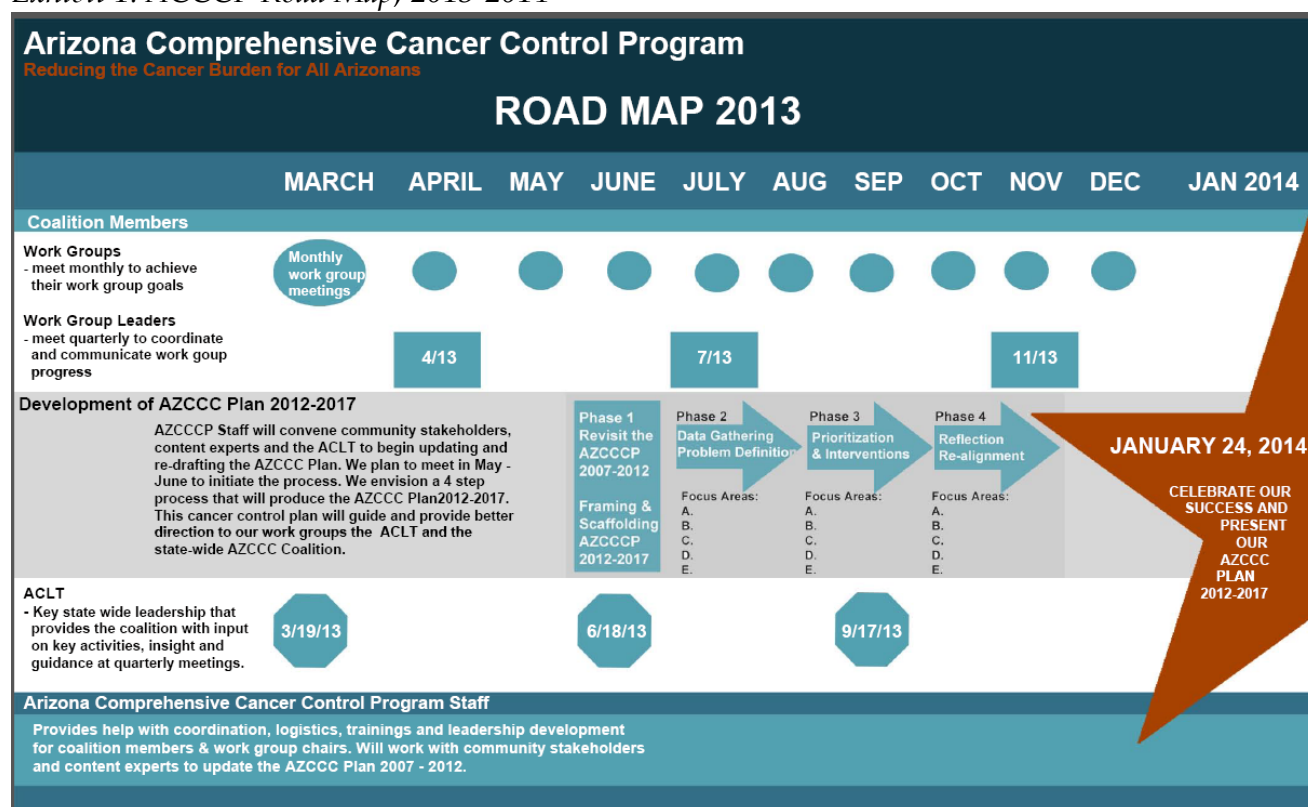 Exhibit 1: ACCCP Road Map, 2013-2014
Arizona Comprehensive Cancer Control Program
Reducing the Cancer Burden for All Arizonans
ROAD MAP 2013
MARCH APRIL MAY JUNE JULY AUG SEP OCT NOV DEC JAN 2014
Coalition Members
Work Groups
- meet monthly to achieve
their work group goals
Monthly
work group
meetings
Work Group Leaders
- meet quarterly to coordinate
and communicate work goup
progress
4/13
7/13
11/13
Development of AZCCC Plan 2012-2017
AZCCCP Staff will convene community stakeholders,
content experts and the ACLT to begin updating and
re-drafting the AZCCC Plan. We plan to meet in May -
June to initiate the process. We envision a 4 step
process that will produce the AZCCC Plan2012-2017.
This cancer control plan will guide and provide better
direction to our work groups the ACLT and the
state-wide AZCCC Coalition.
Phase 1
Revisit the
AZCCCP
2007-2012
Framing &
Scaffolding
AZCCCP
2012-2017
Phase 2
Data Gathering
Problem Definition
Focus Areas:
A.
B.
C.
D.
E.
Phase 3
Prioritization
& Interventions
Focus Areas:
A.
B.
C.
D.
E.
Phase 4
Reflection
Re-alignment
Focus Areas:
A.
B.
C.
D.
E.
JANUARY 24, 2014
CELEBRATE OUR
SUCCESS AND
PRESENT
OUR
AZCCC
PLAN
2012-2017
ACLT
- Key state wide leadership that
provides the coalition with input
on key activities, insight and
guidance at quarterly meetings.
3/19/13
6/18/13
9/17/13
Arizona Comprehensive Cancer Control Program Staff
Provides help with coordination, logistics, trainings and leadership development
for coalition members & work group chairs. Will work with community stakeholders
and content experts to update the AZCCC Plan 2007 - 2012.